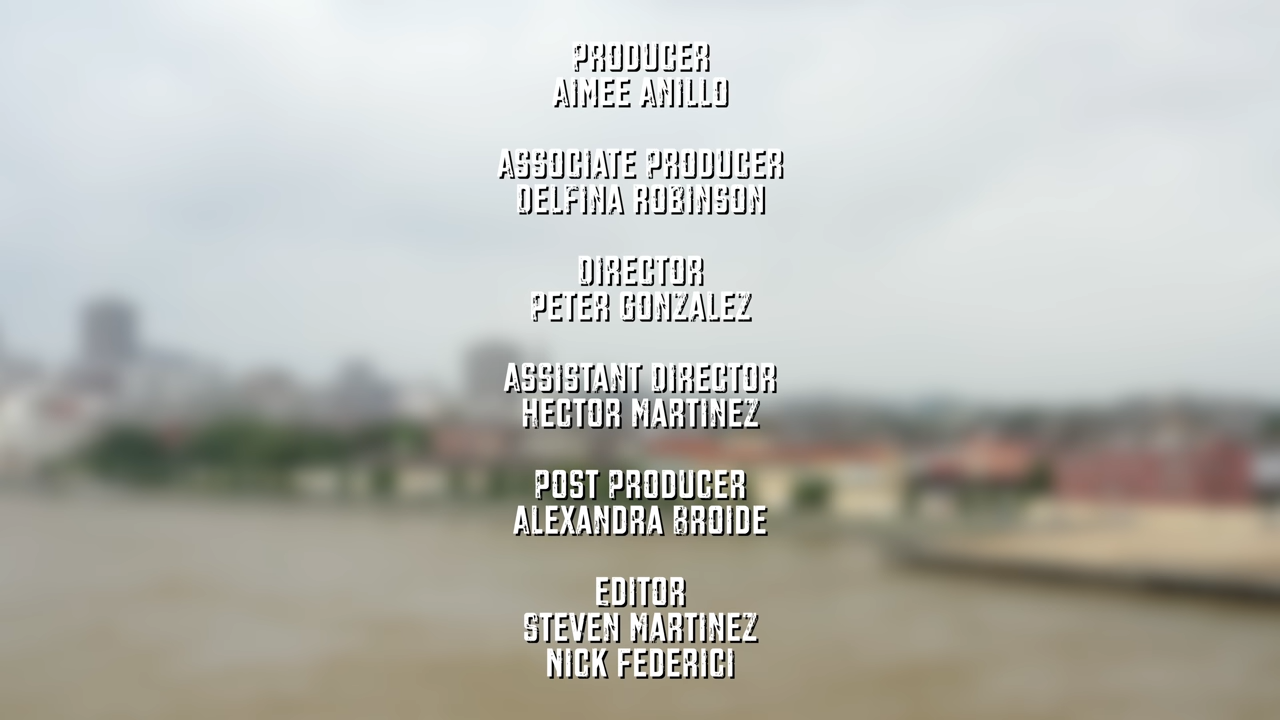 PRODUCER
AIMEE ANILLO
ASSOCIATE PRODUCER
DELFINA ROBINSON
DIRECTOR
PETER GONZALEZ
ASSISTANT DIRECTOR
HECTOR MARTINEZ
POST PRODUCER
ALEXANDRA BROIDE
EDITOR
STEVEN MARTINEZ
NICK FEDERICI